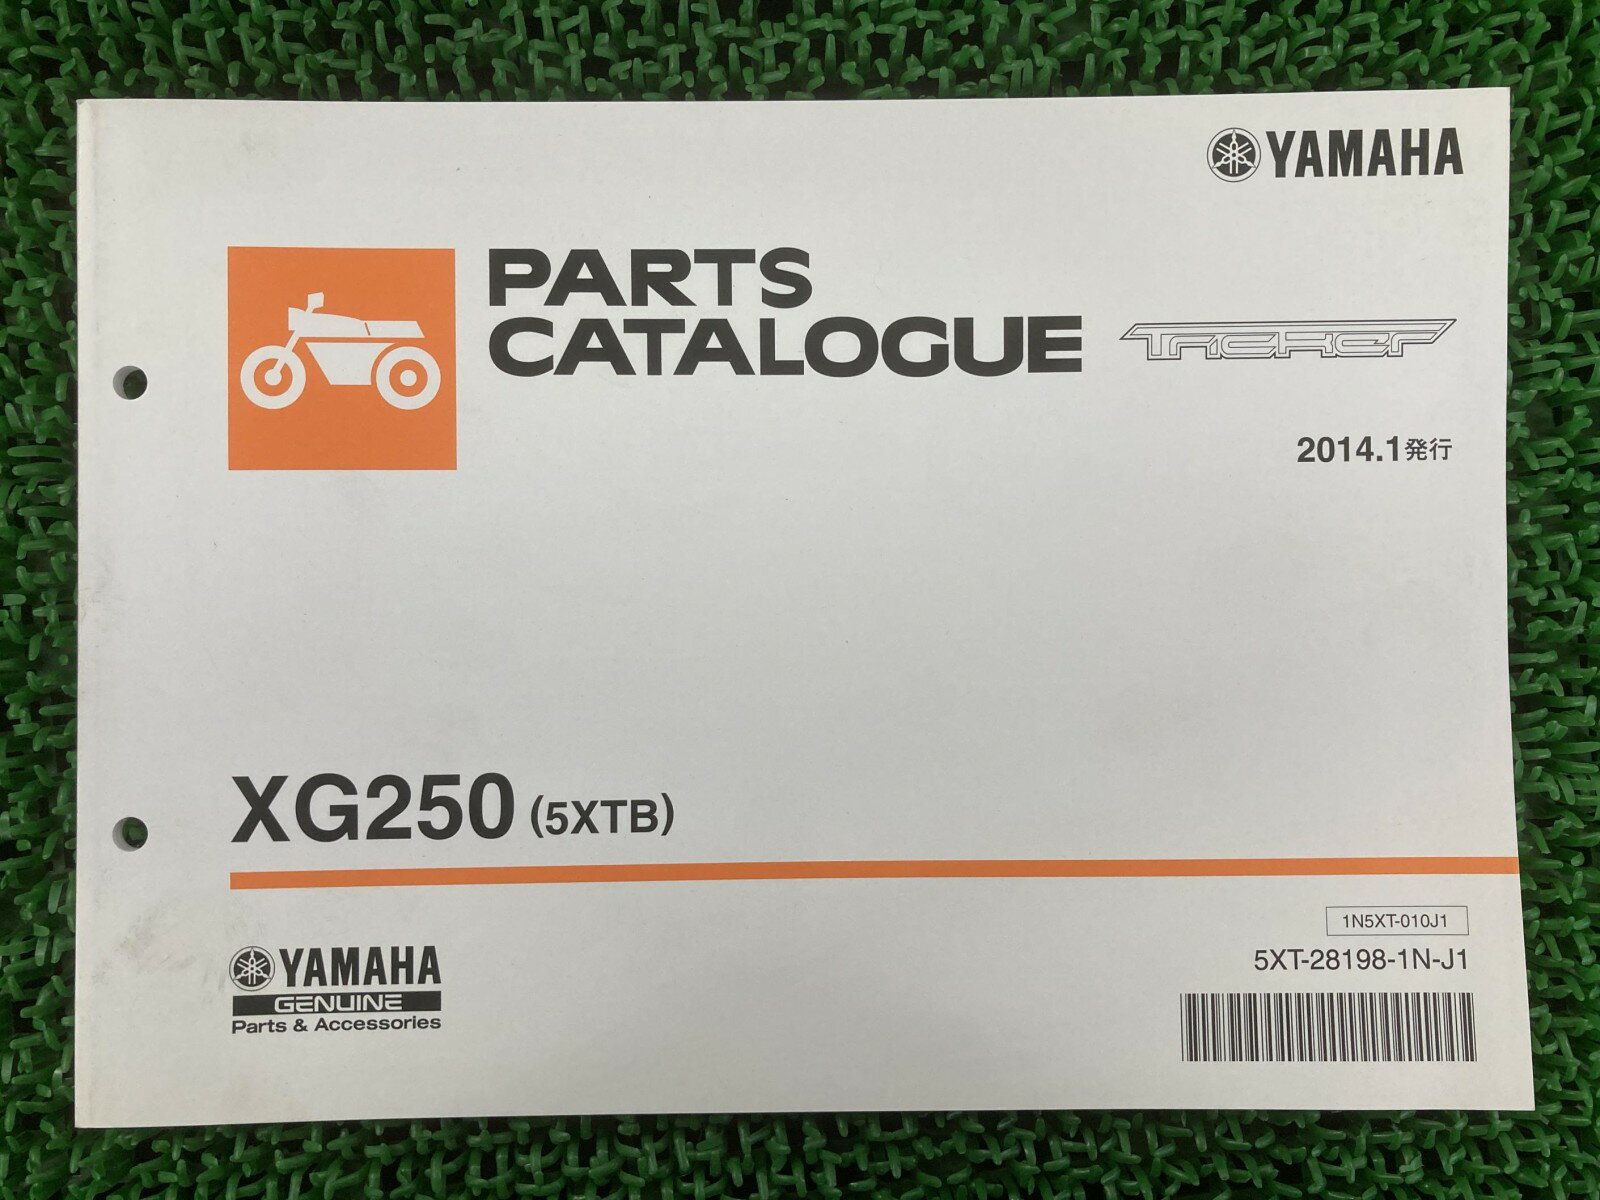 YAMAHA
PARTS
CATALOGUE
TRICKER
2014.1発行
XG250 (5XTB)
1N5XT-010J1
5XT-28198-1N-J1
YAMAHA
GENUINE
Parts & Accessories